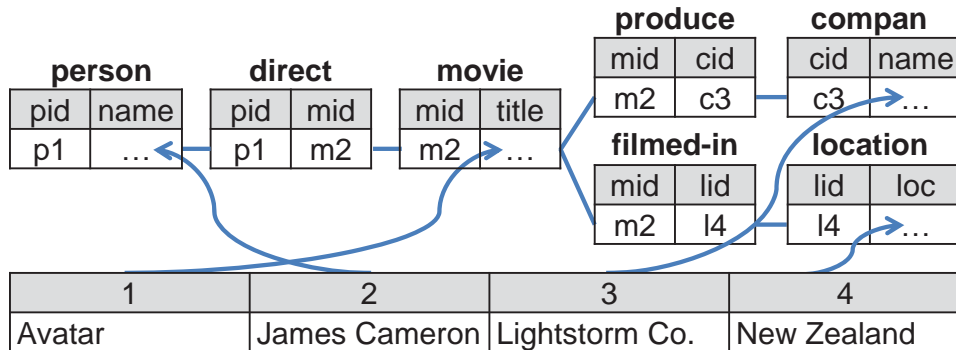 produce compan
person direct movie
mid cid cid name
pid name pid mid mid title
m2 c3 c3 ...
p1 ... p1 m2 m2 ...
filmed-in location
mid lid lid loc
m2 l4 l4 ...
1 2 3 4
Avatar James Cameron Lightstorm Co. New Zealand